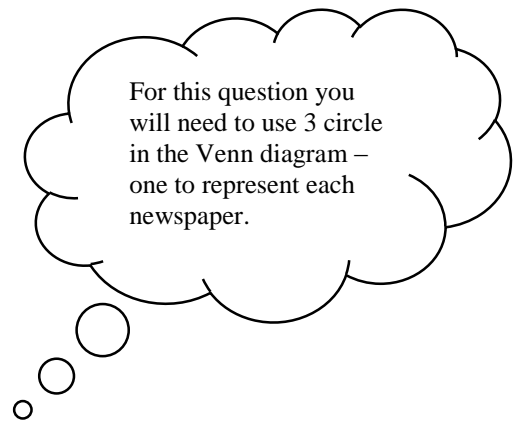 For this question you
will need to use 3 circle
in the Venn diagram –
one to represent each
newspaper.